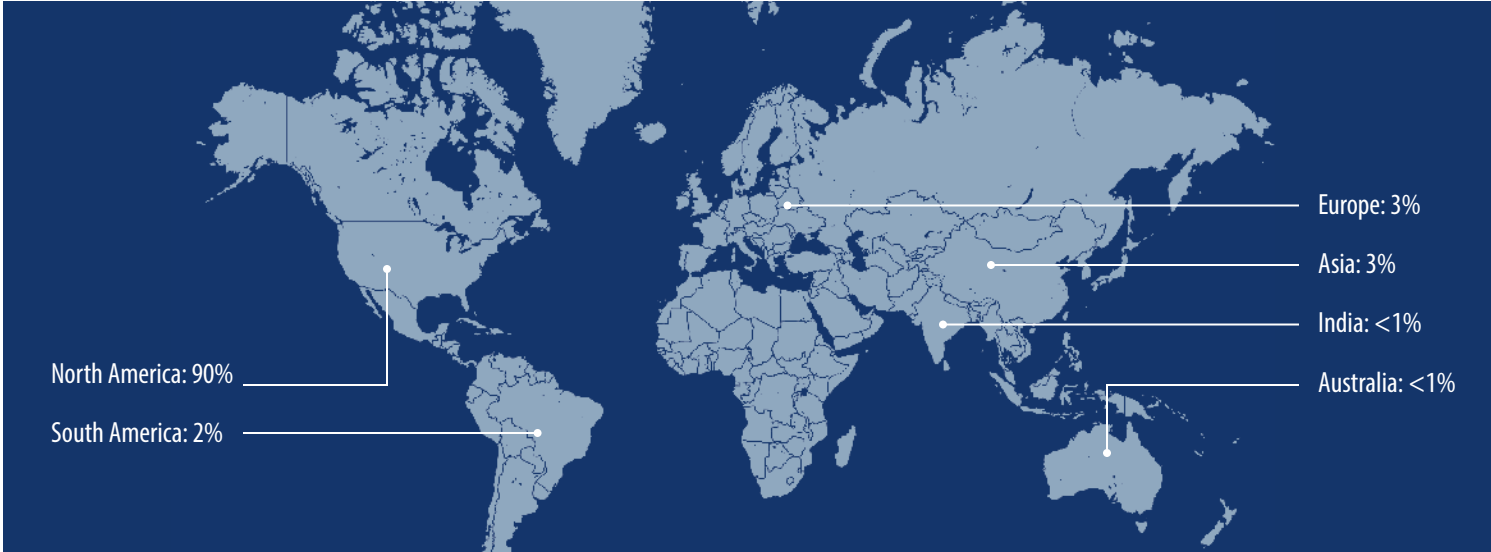 North America: 90%
South America: 2%
Europe: 3%
Asia: 3%
India: <1%
Australia: <1%